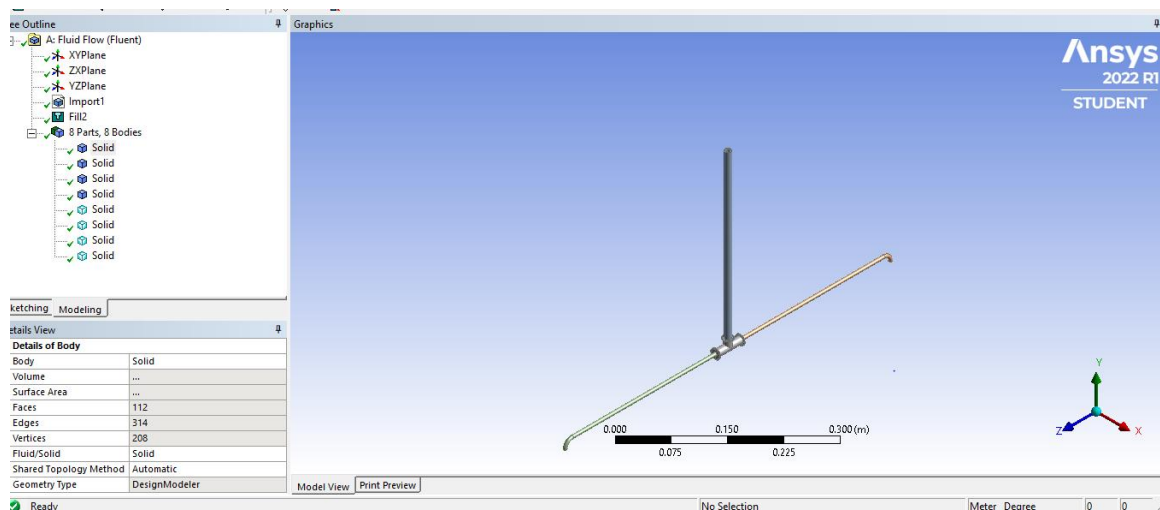 ee Outline
A: Fluid Flow (Fluent)
XYPlane
ZXPlane
YZPlane
Import1
Fill2
8 Parts, 8 Bodies
Solid
Solid
Solid
Solid
Solid
Solid
Solid
Solid
ketching Modeling
etails View
Details of Body
Body Solid
Volume ...
Surface Area ...
Faces 112
Edges 314
Vertices 208
Fluid/Solid Solid
Shared Topology Method Automatic
Geometry Type DesignModeler
Graphics
Ansys
2022 R1
STUDENT
0.000 0.150 0.300 (m)
0.075 0.225
Y
Z X
Model View Print Preview
Ready No Selection Meter Degree 0 0